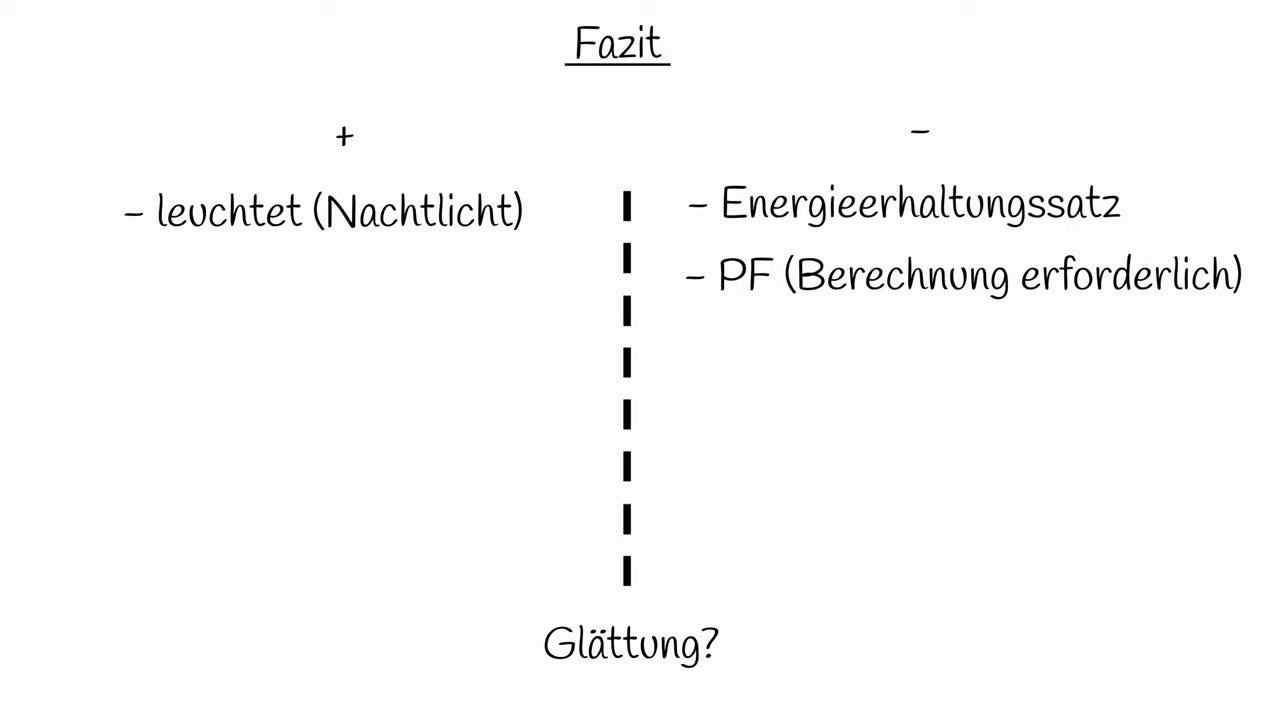 Fazit
+
- leuchtet (Nachtlicht)
-
- Energieerhaltungssatz
- PF (Berechnung erforderlich)
Glättung?